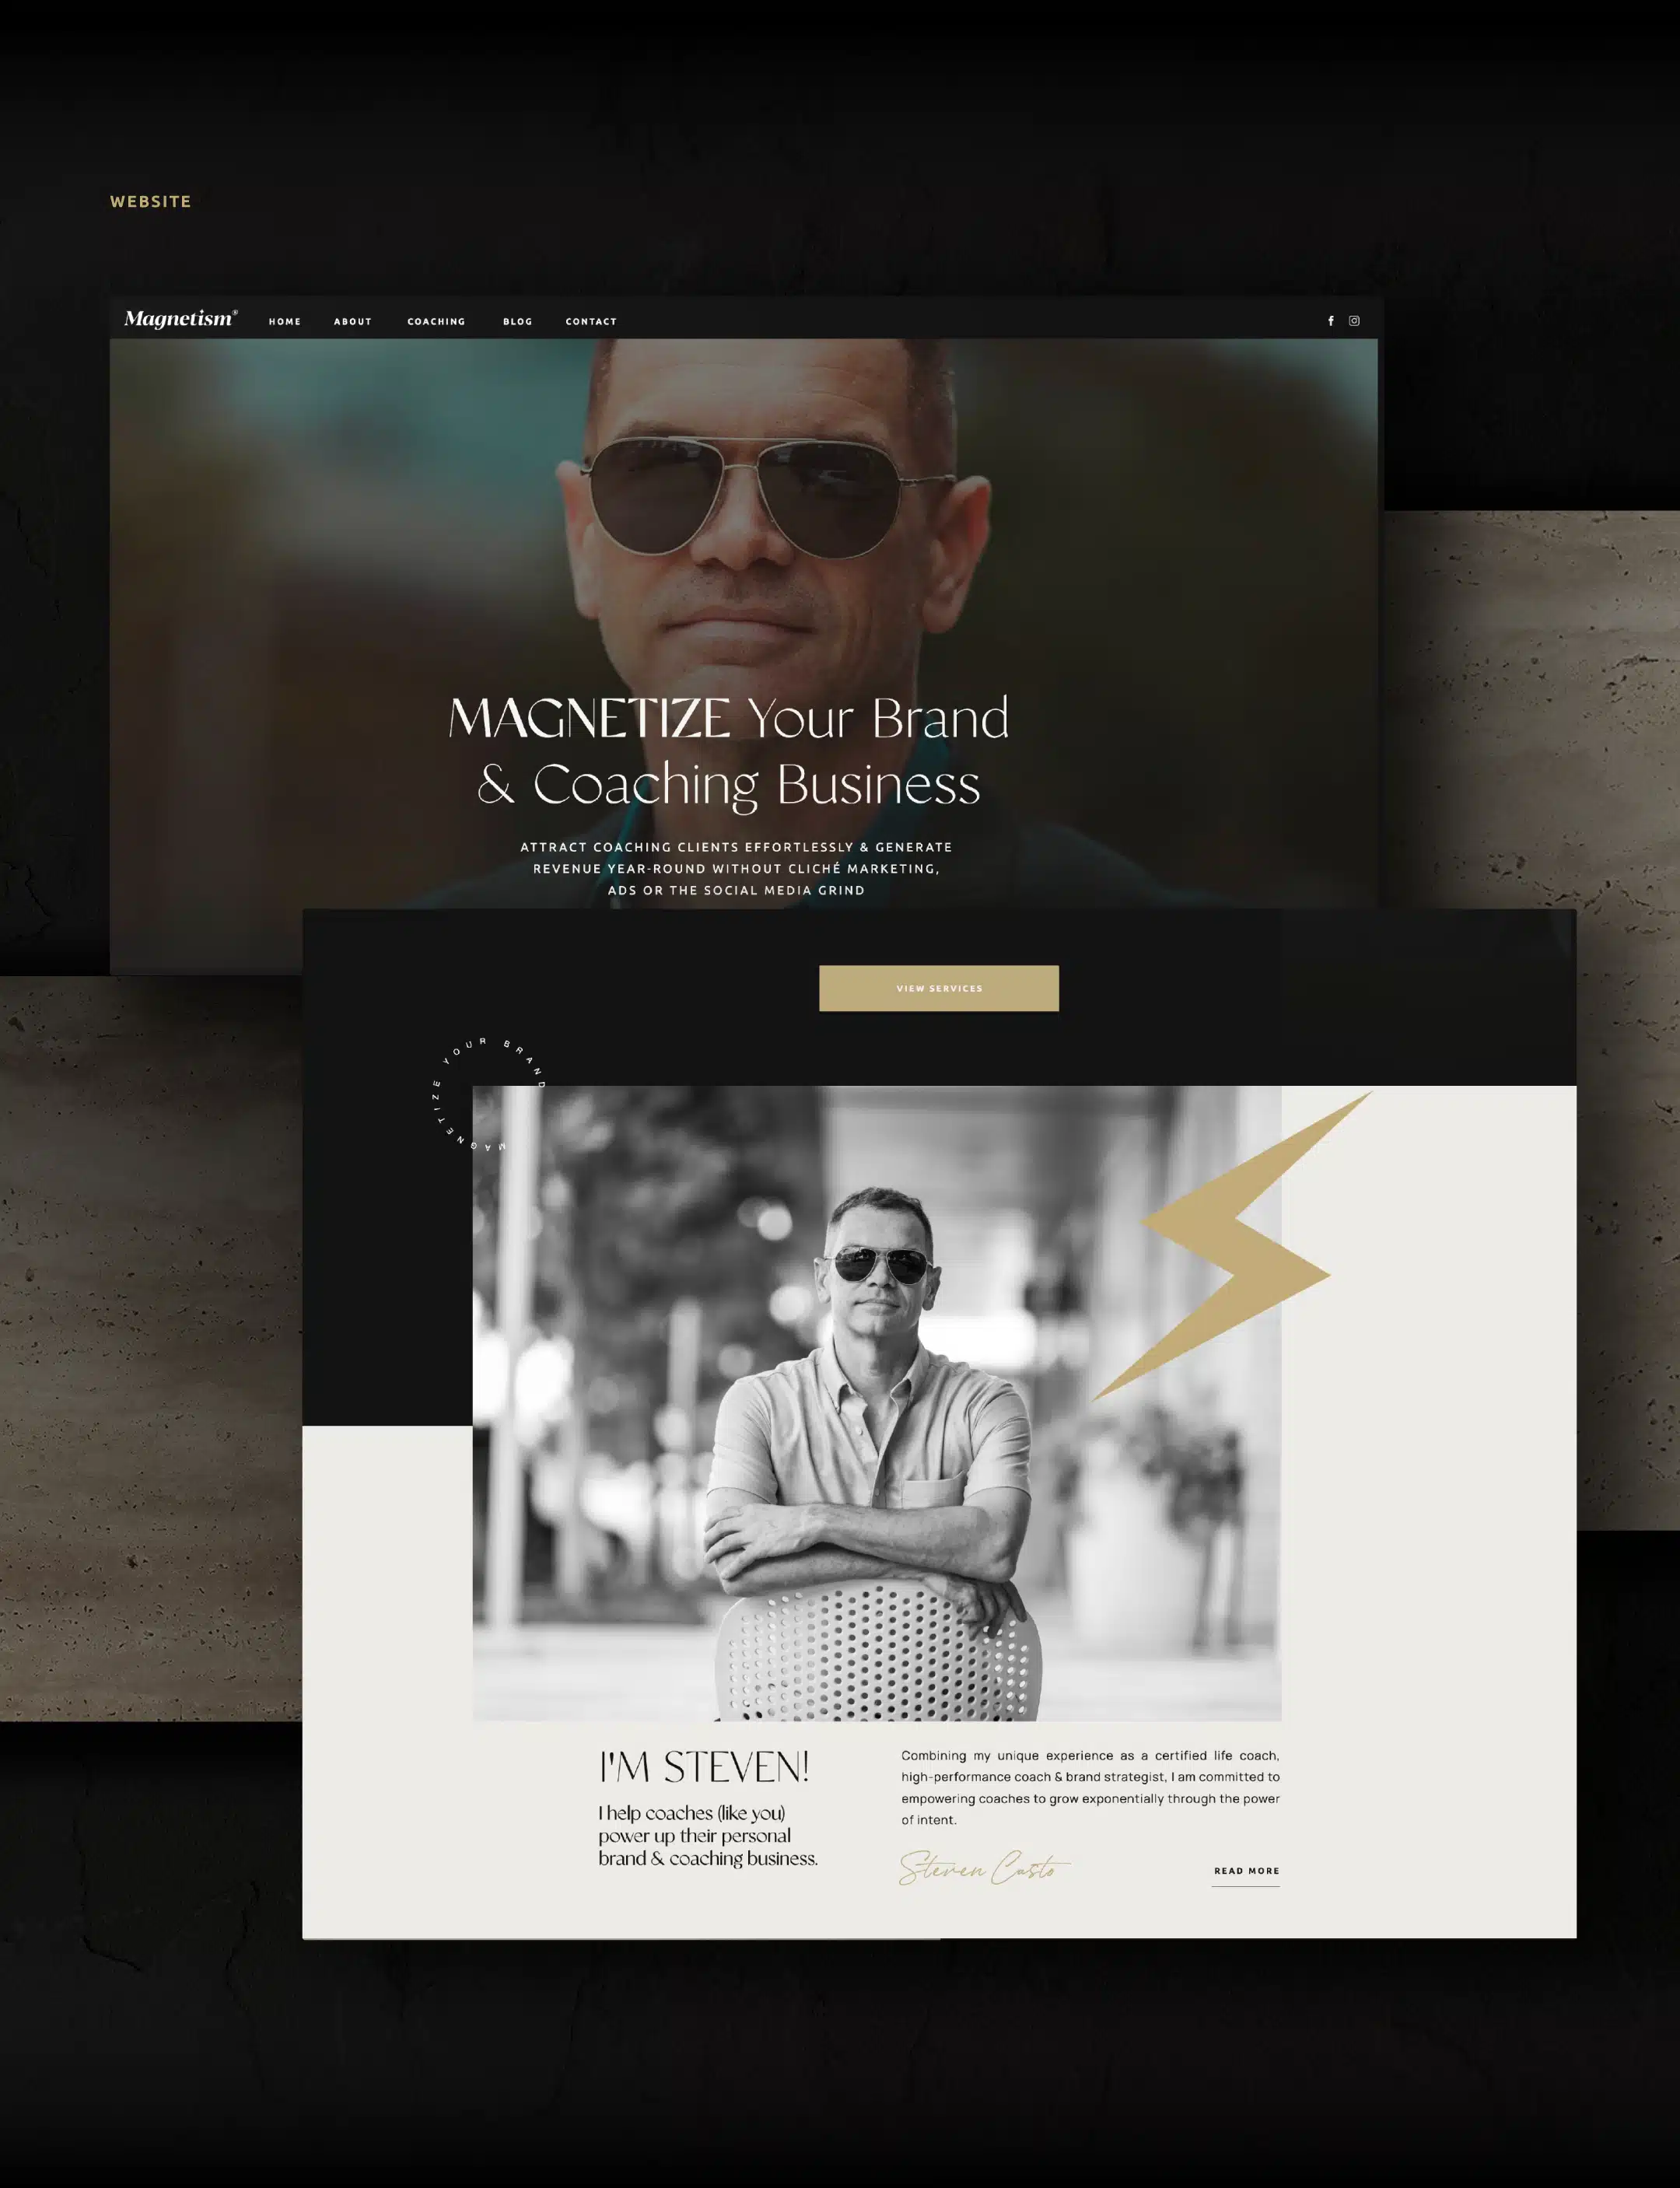 WEBSITE
Magnetism®
HOME ABOUT COACHING BLOG CONTACT
MAGNETIZE Your Brand
& Coaching Business
ATTRACT COACHING CLIENTS EFFORTLESSLY & GENERATE
REVENUE YEAR-ROUND WITHOUT CLICHÉ MARKETING,
ADS OR THE SOCIAL MEDIA GRIND
VIEW SERVICES
MAGNETIZE YOUR BRAND
I'M STEVEN!
I help coaches (like you)
power up their personal
brand & coaching business.
Combining my unique experience as a certified life coach,
high-performance coach & brand strategist, I am committed to
empowering coaches to grow exponentially through the power
of intent.
Steven Casto
READ MORE